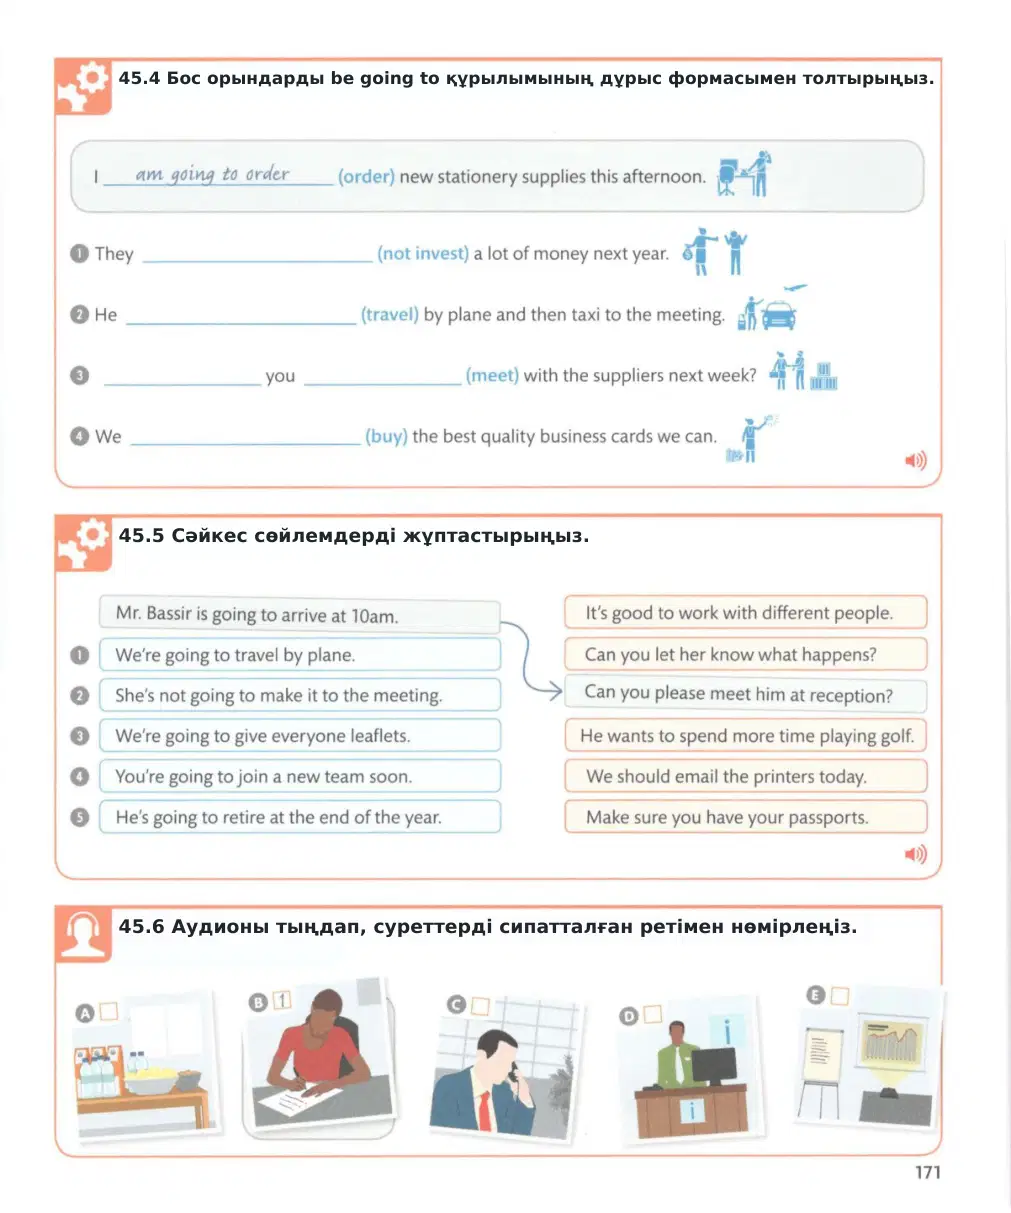 45.4 Бос орындарды be going to құрылымының дұрыс формасымен толтырыңыз.
I am going to order (order) new stationery supplies this afternoon.
1 They ____ (not invest) a lot of money next year.
2 He ____ (travel) by plane and then taxi to the meeting.
3 ____ you ____ (meet) with the suppliers next week?
4 We ____ (buy) the best quality business cards we can.
45.5 Сәйкес сөйлемдерді жұптастырыңыз.
Mr. Bassir is going to arrive at 10am.
1 We're going to travel by plane.
2 She's not going to make it to the meeting.
3 We're going to give everyone leaflets.
4 You're going to join a new team soon.
5 He's going to retire at the end of the year.
It's good to work with different people.
Can you let her know what happens?
Can you please meet him at reception?
He wants to spend more time playing golf.
We should email the printers today.
Make sure you have your passports.
45.6 Аудионы тыңдап, суреттерді сипатталған ретімен нөмірлеңіз.
A
B 1
C
D
E
i
i
171